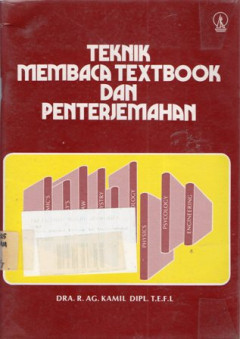 TEKNIK
MEMBACA TEXTBOOK
DAN
PENTERJEMAHAN
PHYSICS
PSYCOLOGY
ENGINEERING
DRA. R. AG. KAMIL DIPL. T.E.F.L